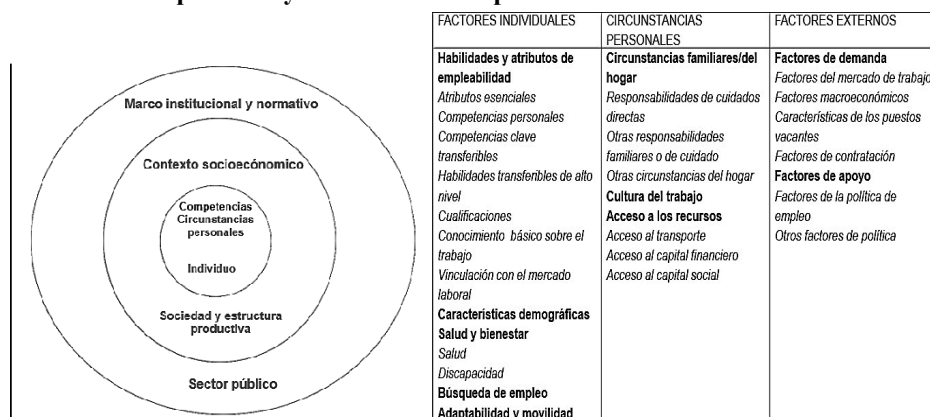 Marco institucional y normativo
Contexto socioecónomico
Competencias
Circunstancias
personales
Individuo
Sociedad y estructura
productiva
Sector público
FACTORES INDIVIDUALES
Habilidades y atributos de
empleabilidad
Atributos esenciales
Competencias personales
Competencias clave
transferibles
Habilidades transferibles de alto
nivel
Cualificaciones
Conocimiento básico sobre el
trabajo
Vinculación con el mercado
laboral
Características demográficas
Salud y bienestar
Salud
Discapacidad
Búsqueda de empleo
Adaptabilidad y movilidad
CIRCUNSTANCIAS
PERSONALES
Circunstancias familiares/del
hogar
Responsabilidades de cuidados
directas
Otras responsabilidades
familiares o de cuidado
Otras circunstancias del hogar
Cultura del trabajo
Acceso a los recursos
Acceso al transporte
Acceso al capital financiero
Acceso al capital social
FACTORES EXTERNOS
Factores de demanda
Factores del mercado de trabajo
Factores macroeconómicos
Características de los puestos
vacantes
Factores de contratación
Factores de apoyo
Factores de la política de
empleo
Otros factores de política